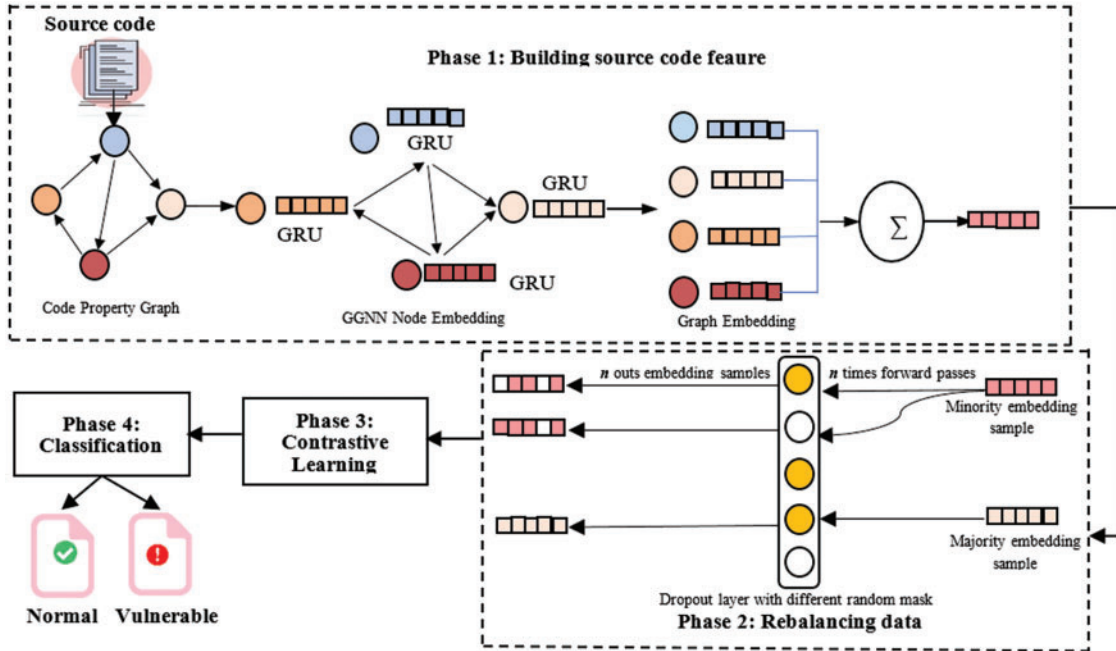 Source code
Phase 1: Building source code feaure
GRU
GRU
GRU
GRU
Σ
Code Property Graph
GGNN Node Embedding
Graph Embedding
n outs embedding samples
n times forward passes
Minority embedding
sample
Majority embedding
sample
Dropout layer with different random mask
Phase 2: Rebalancing data
Phase 3:
Contrastive
Learning
Phase 4:
Classification
Normal
Vulnerable